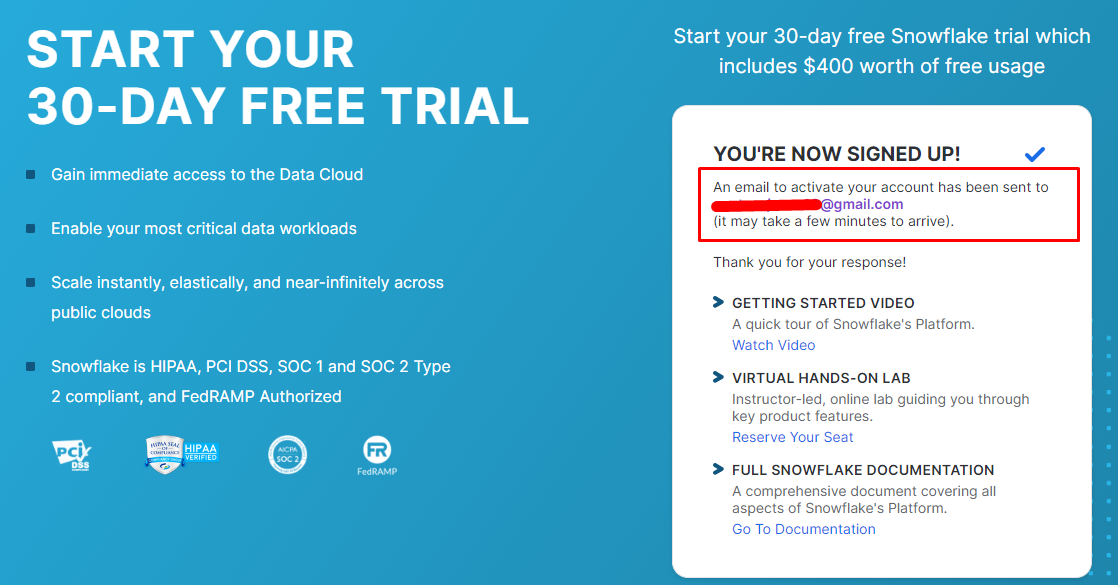 START YOUR
30-DAY FREE TRIAL
Gain immediate access to the Data Cloud
Enable your most critical data workloads
Scale instantly, elastically, and near-infinitely across
public clouds
Snowflake is HIPAA, PCI DSS, SOC 1 and SOC 2 Type
2 compliant, and FedRAMP Authorized
PCI
DSS
HIPAA SEAL
OF
COMPLIANCE
HIPAA
VERIFIED
AICPA
SOC 2
FR
FedRAMP
Start your 30-day free Snowflake trial which
includes $400 worth of free usage
YOU'RE NOW SIGNED UP!
An email to activate your account has been sent to
@gmail.com
(it may take a few minutes to arrive).
Thank you for your response!
GETTING STARTED VIDEO
A quick tour of Snowflake's Platform.
Watch Video
VIRTUAL HANDS-ON LAB
Instructor-led, online lab guiding you through
key product features.
Reserve Your Seat
FULL SNOWFLAKE DOCUMENTATION
A comprehensive document covering all
aspects of Snowflake's Platform.
Go To Documentation